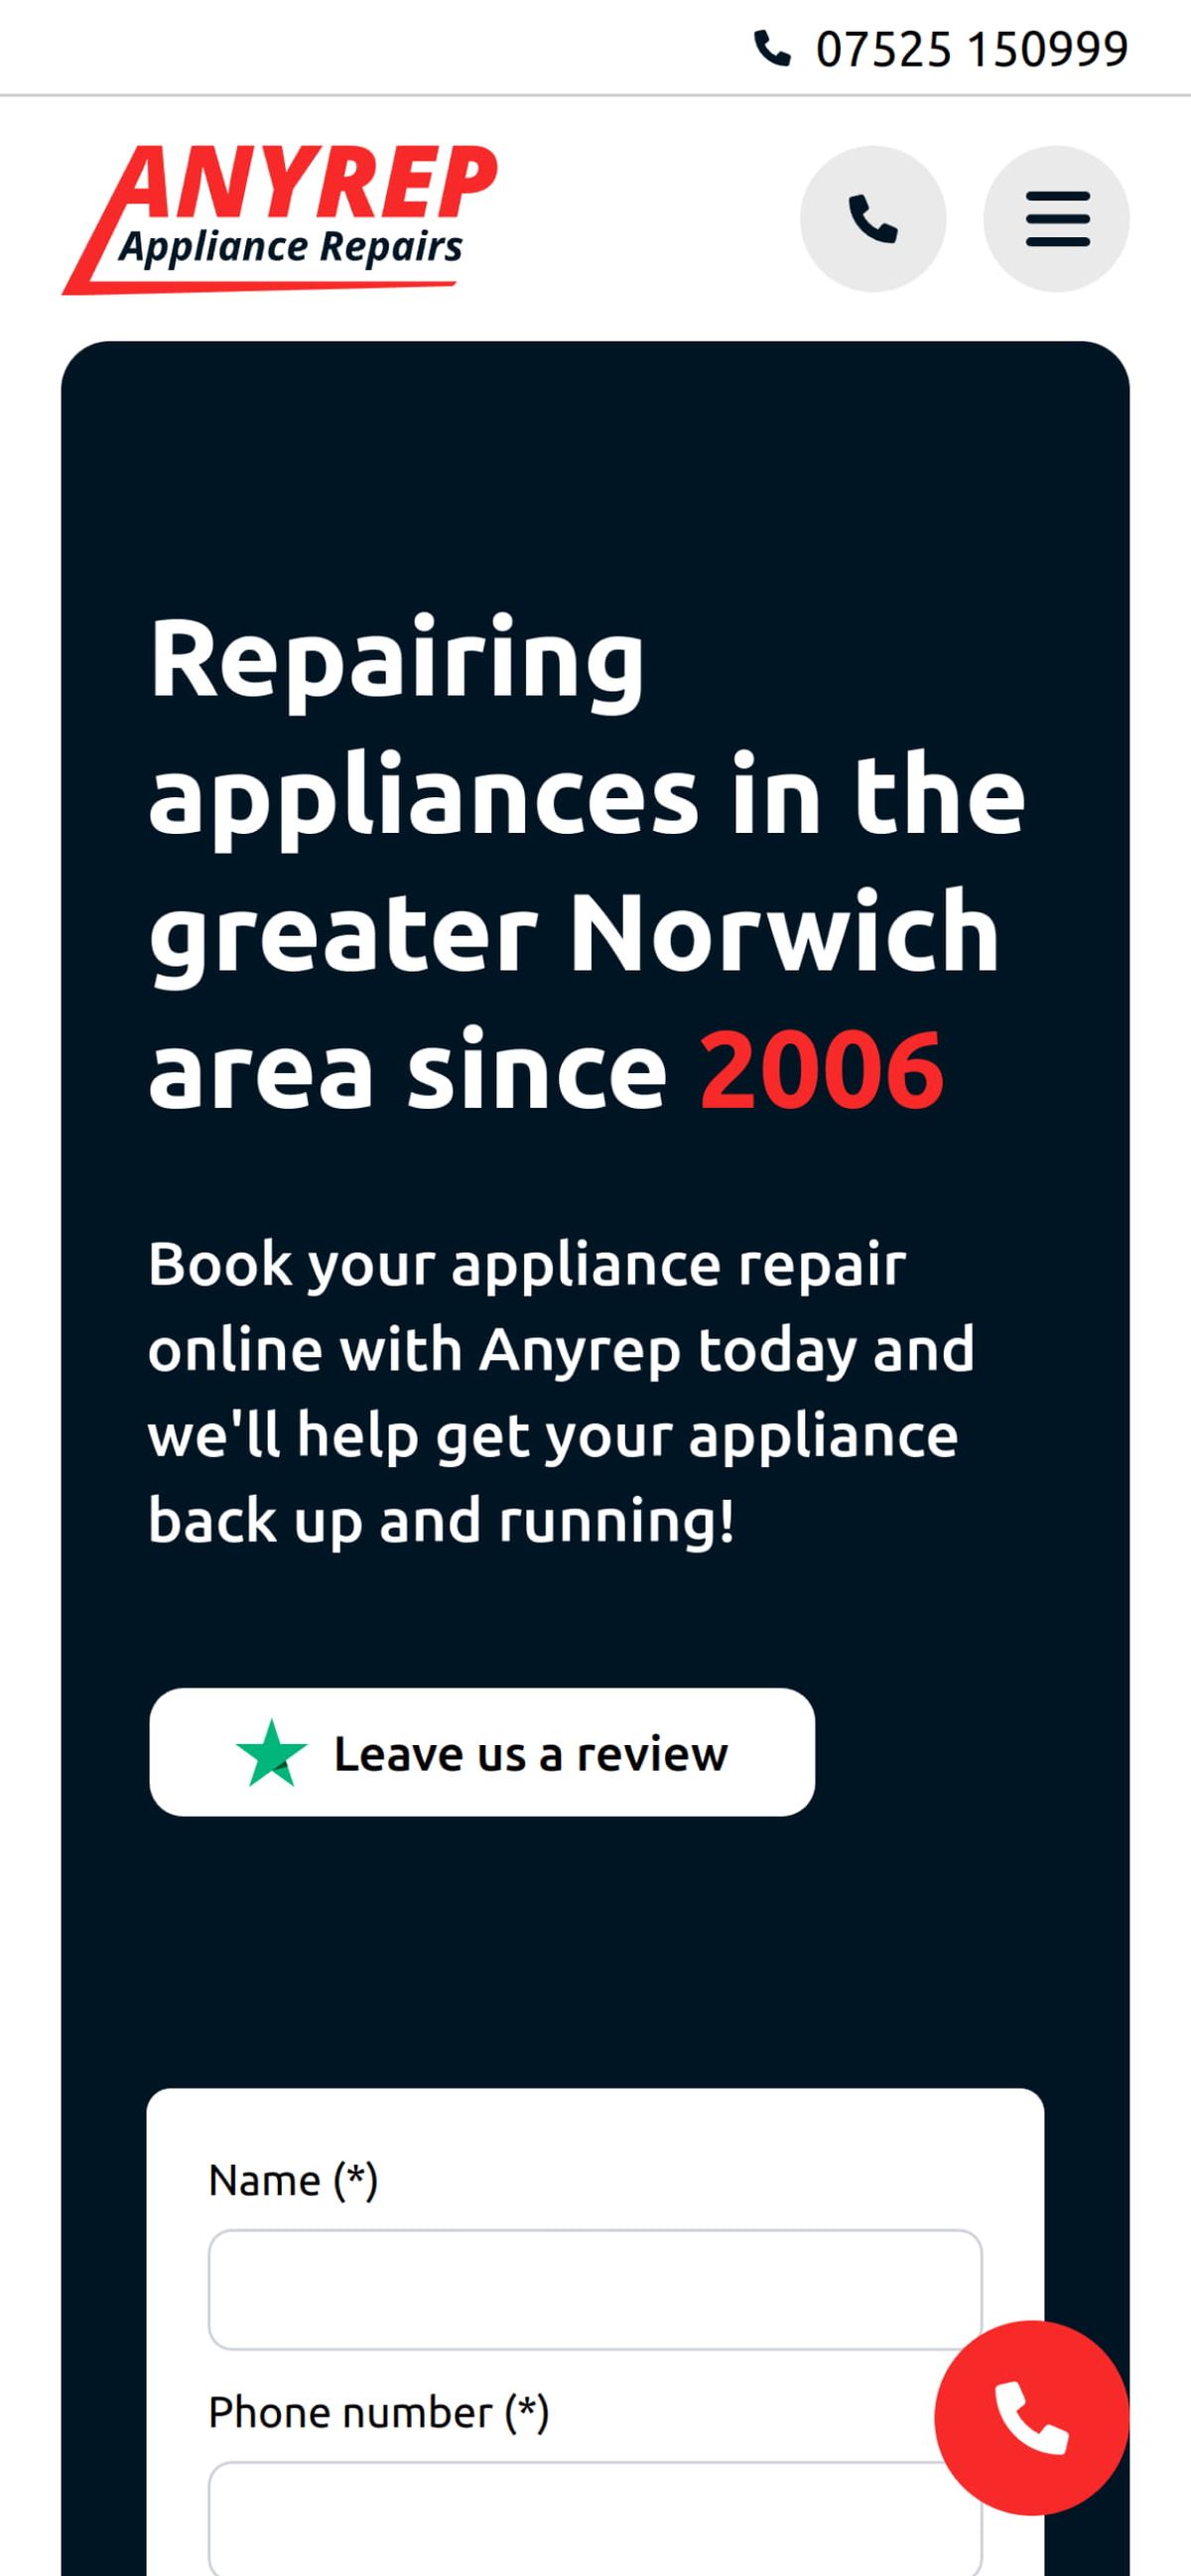 07525 150999
ANYREP
Appliance Repairs
Repairing
appliances in the
greater Norwich
area since 2006
Book your appliance repair
online with Anyrep today and
we'll help get your appliance
back up and running!
Leave us a review
Name (*)
Phone number (*)